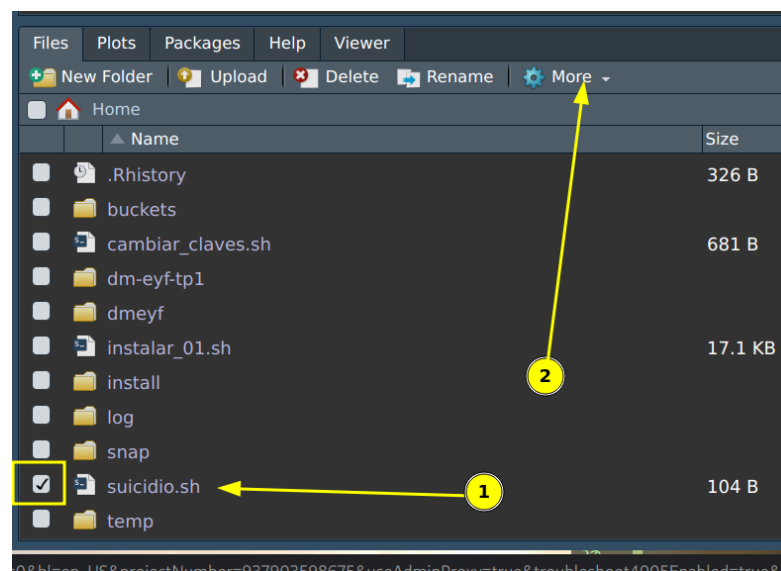 Files Plots Packages Help Viewer
New Folder Upload Delete Rename More
Home
Name Size
.Rhistory 326 B
buckets
cambiar_claves.sh 681 B
dm-eyf-tp1
dmeyf
instalar_01.sh 17.1 KB
install
2
log
snap
suicidio.sh 1 104 B
temp